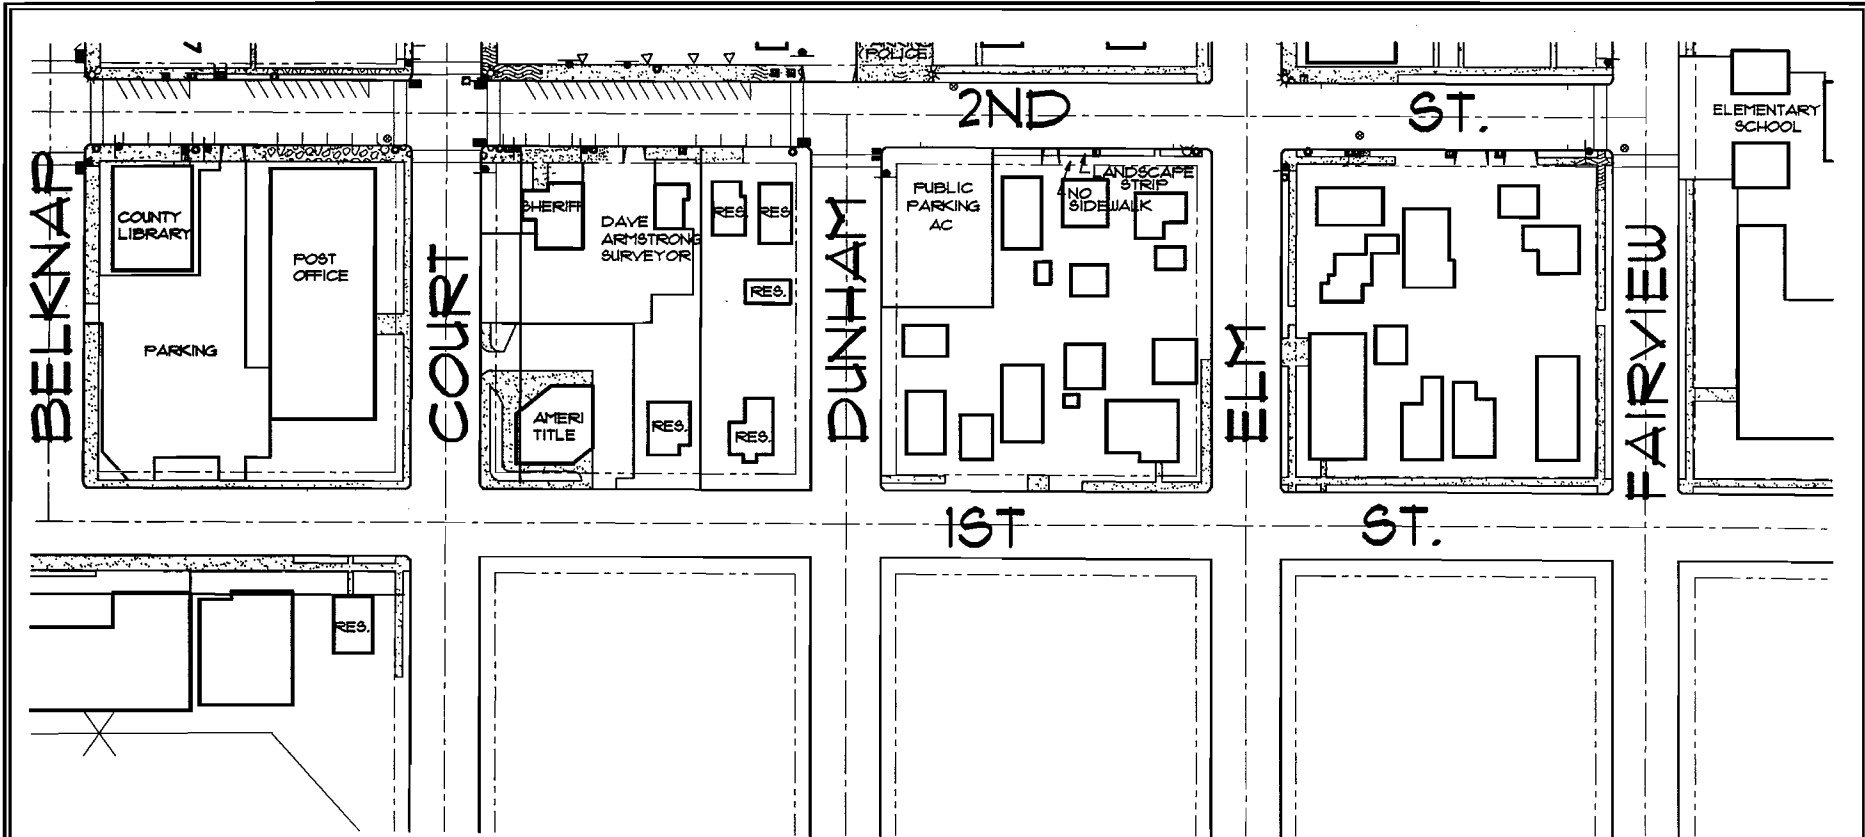 POLICE
2ND ST.
ELEMENTARY
SCHOOL
BELKNAP
COUNTY
LIBRARY
POST
OFFICE
PARKING
COURT
SHERIFF
DAVE
ARMSTRONG
SURVEYOR
RES.
RES.
RES.
AMERI
TITLE
RES.
RES.
DUNHAM
PUBLIC
PARKING
AC
LANDSCAPE
STRIP
NO
SIDEWALK
ELM
FAIRVIEW
1ST ST.
RES.